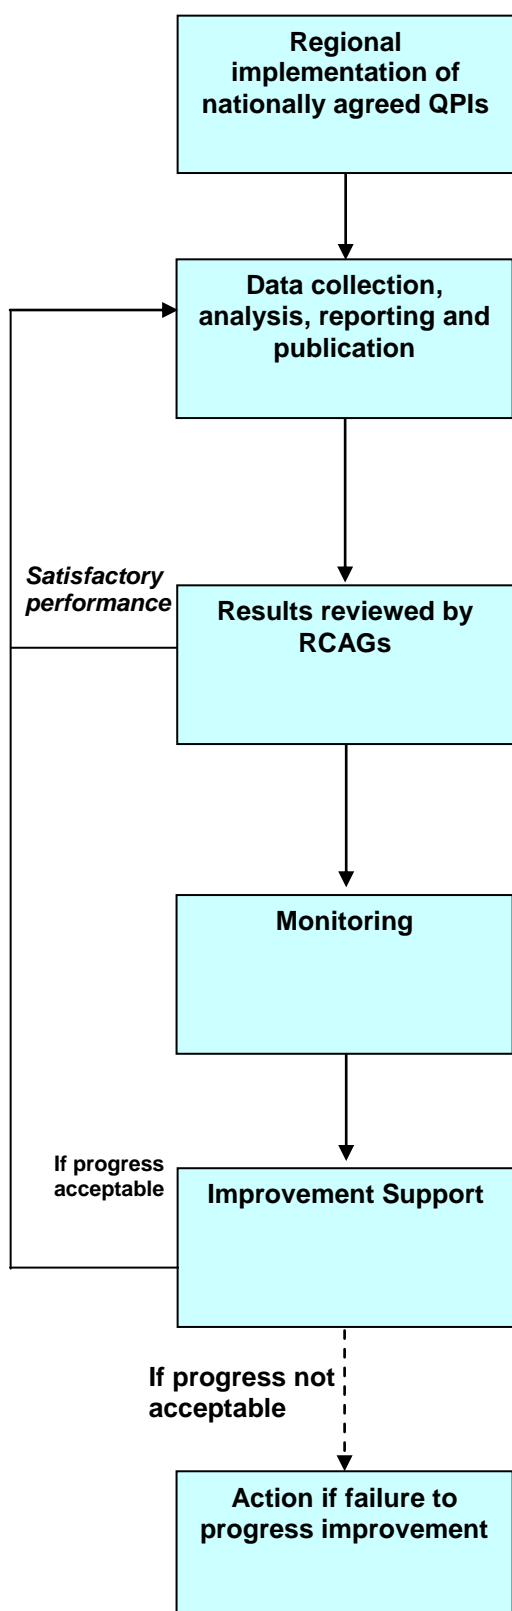 Regional
implementation of
nationally agreed QPIs
Data collection,
analysis, reporting and
publication
Satisfactory
performance
Results reviewed by
RCAGs
Monitoring
If progress
acceptable
Improvement Support
If progress not
acceptable
Action if failure to
progress improvement